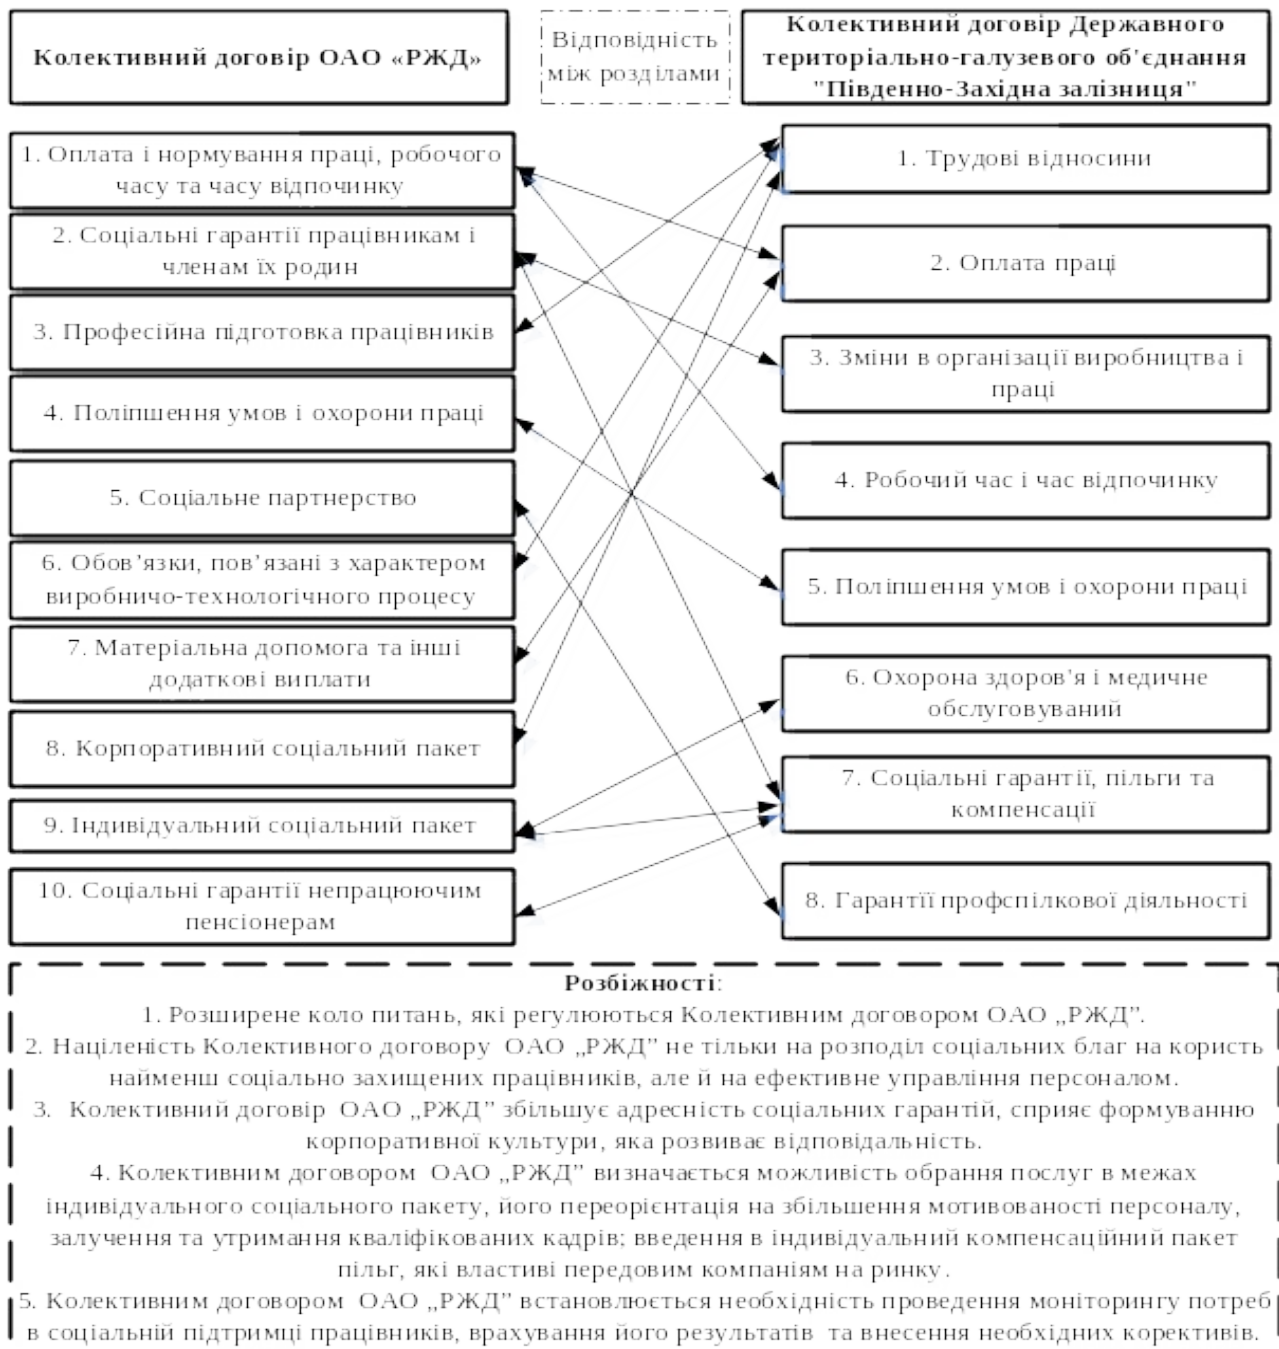 Колективний договір ОАО «РЖД»
Відповідність
між розділами
Колективний договір Державного
територіально-галузевого об'єднання
"Південно-Західна залізниця"
1. Оплата і нормування праці, робочого
часу та часу відпочинку
2. Соціальні гарантії працівникам і
членам їх родин
3. Професійна підготовка працівників
4. Поліпшення умов і охорони праці
5. Соціальне партнерство
6. Обов’язки, пов’язані з характером
виробничо-технологічного процесу
7. Матеріальна допомога та інші
додаткові виплати
8. Корпоративний соціальний пакет
9. Індивідуальний соціальний пакет
10. Соціальні гарантії непрацюючим
пенсіонерам
1. Трудові відносини
2. Оплата праці
3. Зміни в організації виробництва і
праці
4. Робочий час і час відпочинку
5. Поліпшення умов і охорони праці
6. Охорона здоров'я і медичне
обслуговуваний
7. Соціальні гарантії, пільги та
компенсації
8. Гарантії профспілкової діяльності
Розбіжності:
1. Розширене коло питань, які регулюються Колективним договором ОАО „РЖД”.
2. Націленість Колективного договору ОАО „РЖД” не тільки на розподіл соціальних благ на користь
найменш соціально захищених працівників, але й на ефективне управління персоналом.
3. Колективний договір ОАО „РЖД” збільшує адресність соціальних гарантій, сприяє формуванню
корпоративної культури, яка розвиває відповідальність.
4. Колективним договором ОАО „РЖД” визначається можливість обрання послуг в межах
індивідуального соціального пакету, його переорієнтація на збільшення мотивованості персоналу,
залучення та утримання кваліфікованих кадрів; введення в індивідуальний компенсаційний пакет
пільг, які властиві передовим компаніям на ринку.
5. Колективним договором ОАО „РЖД” встановлюється необхідність проведення моніторингу потреб
в соціальній підтримці працівників, врахування його результатів та внесення необхідних корективів.